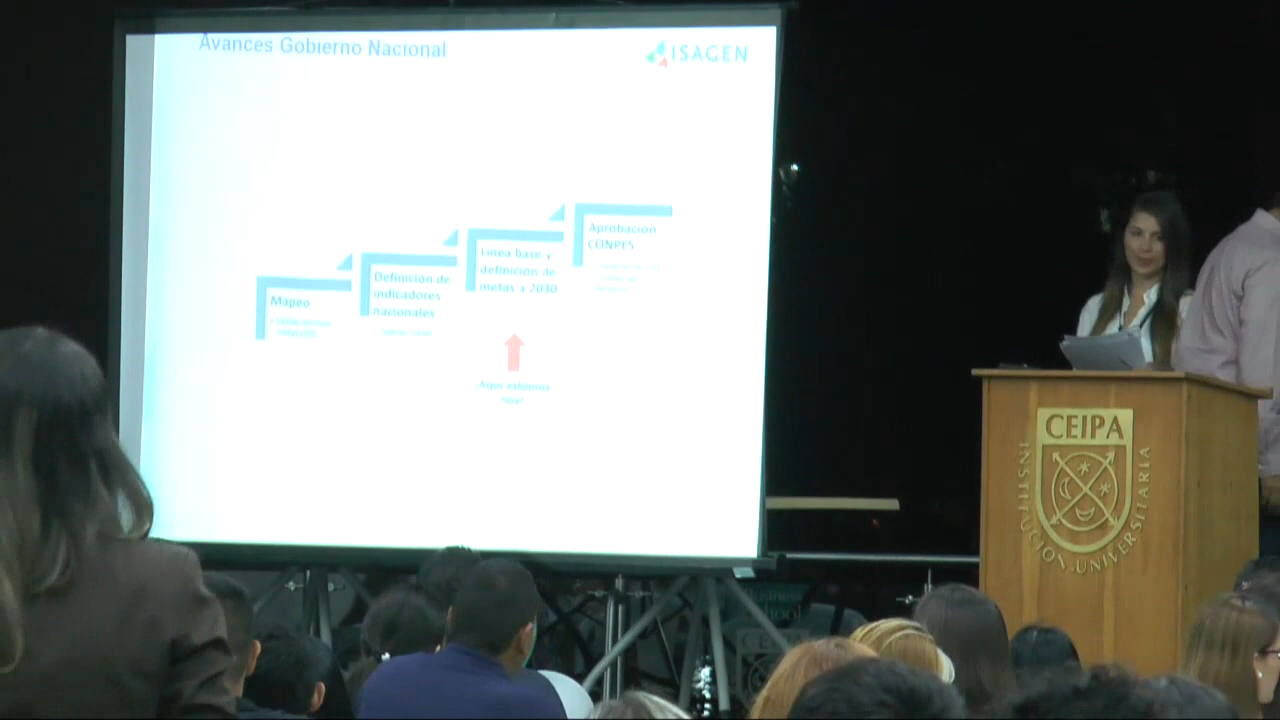 Avances Gobierno Nacional
ISAGEN
Mapeo
Definición de
indicadores
nacionales
Línea base y
definición de
metas a 2030
Aprobación
CONPES
¡Aquí estamos
hoy!
CEIPA
INSTITUCION UNIVERSITARIA